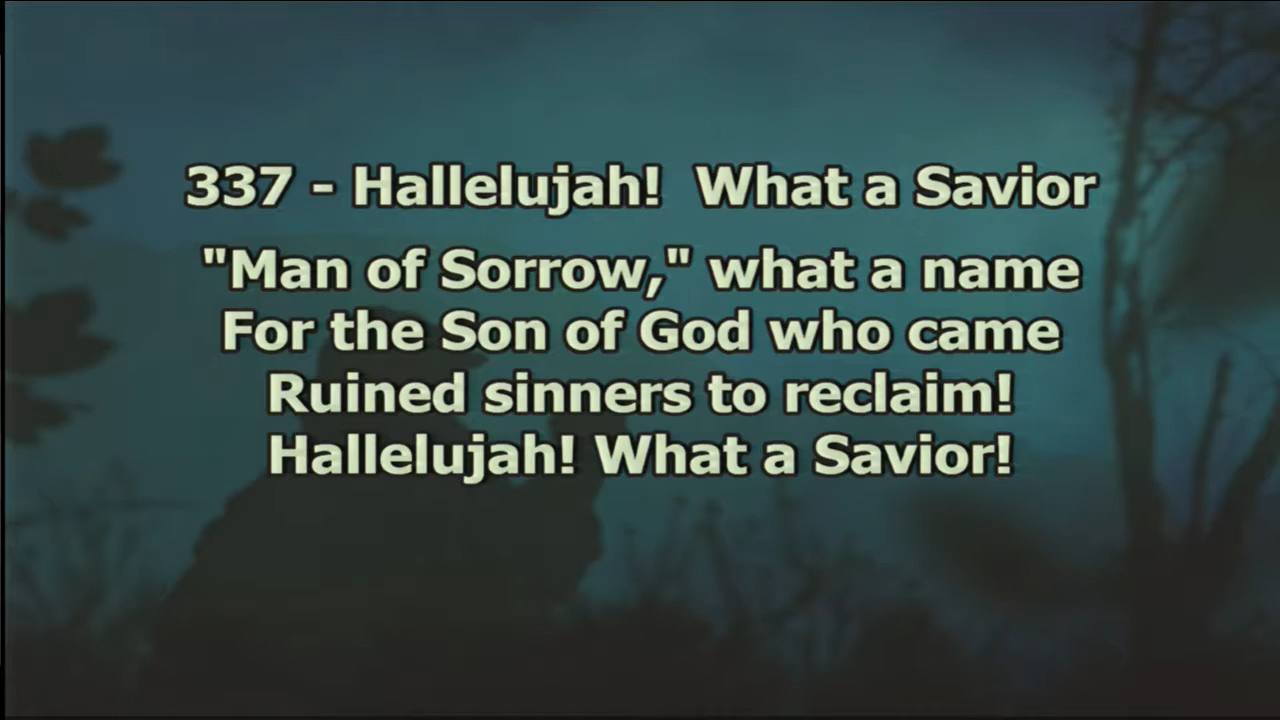 337 - Hallelujah!  What a Savior
"Man of Sorrow," what a name
For the Son of God who came
Ruined sinners to reclaim!
Hallelujah! What a Savior!